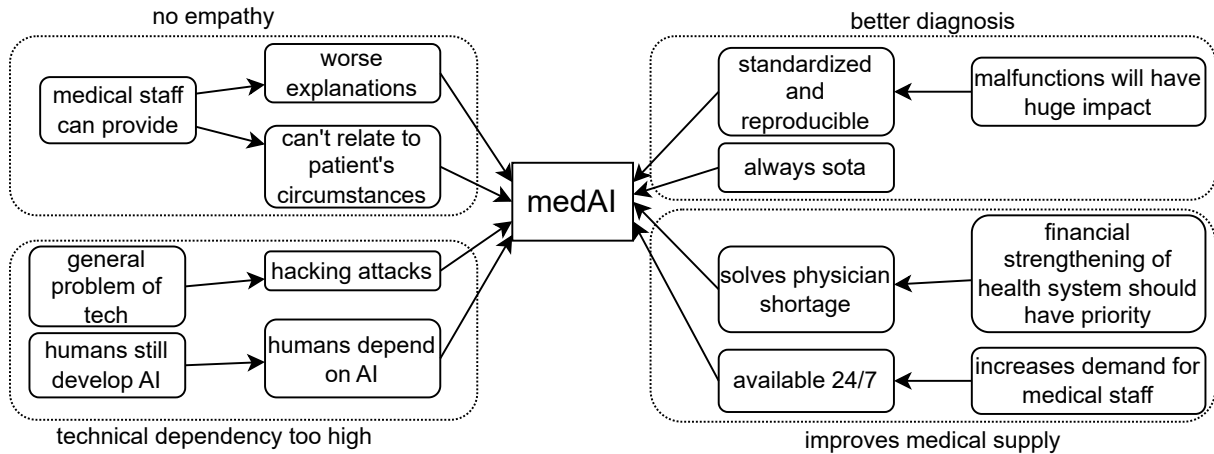 no empathy
medical staff
can provide
worse
explanations
can't relate to
patient's
circumstances
general
problem of
tech
hacking attacks
humans still
develop AI
humans depend
on AI
technical dependency too high
medAI
better diagnosis
standardized
and
reproducible
malfunctions will have
huge impact
always sota
solves physician
shortage
financial
strengthening of
health system should
have priority
available 24/7
increases demand for
medical staff
improves medical supply